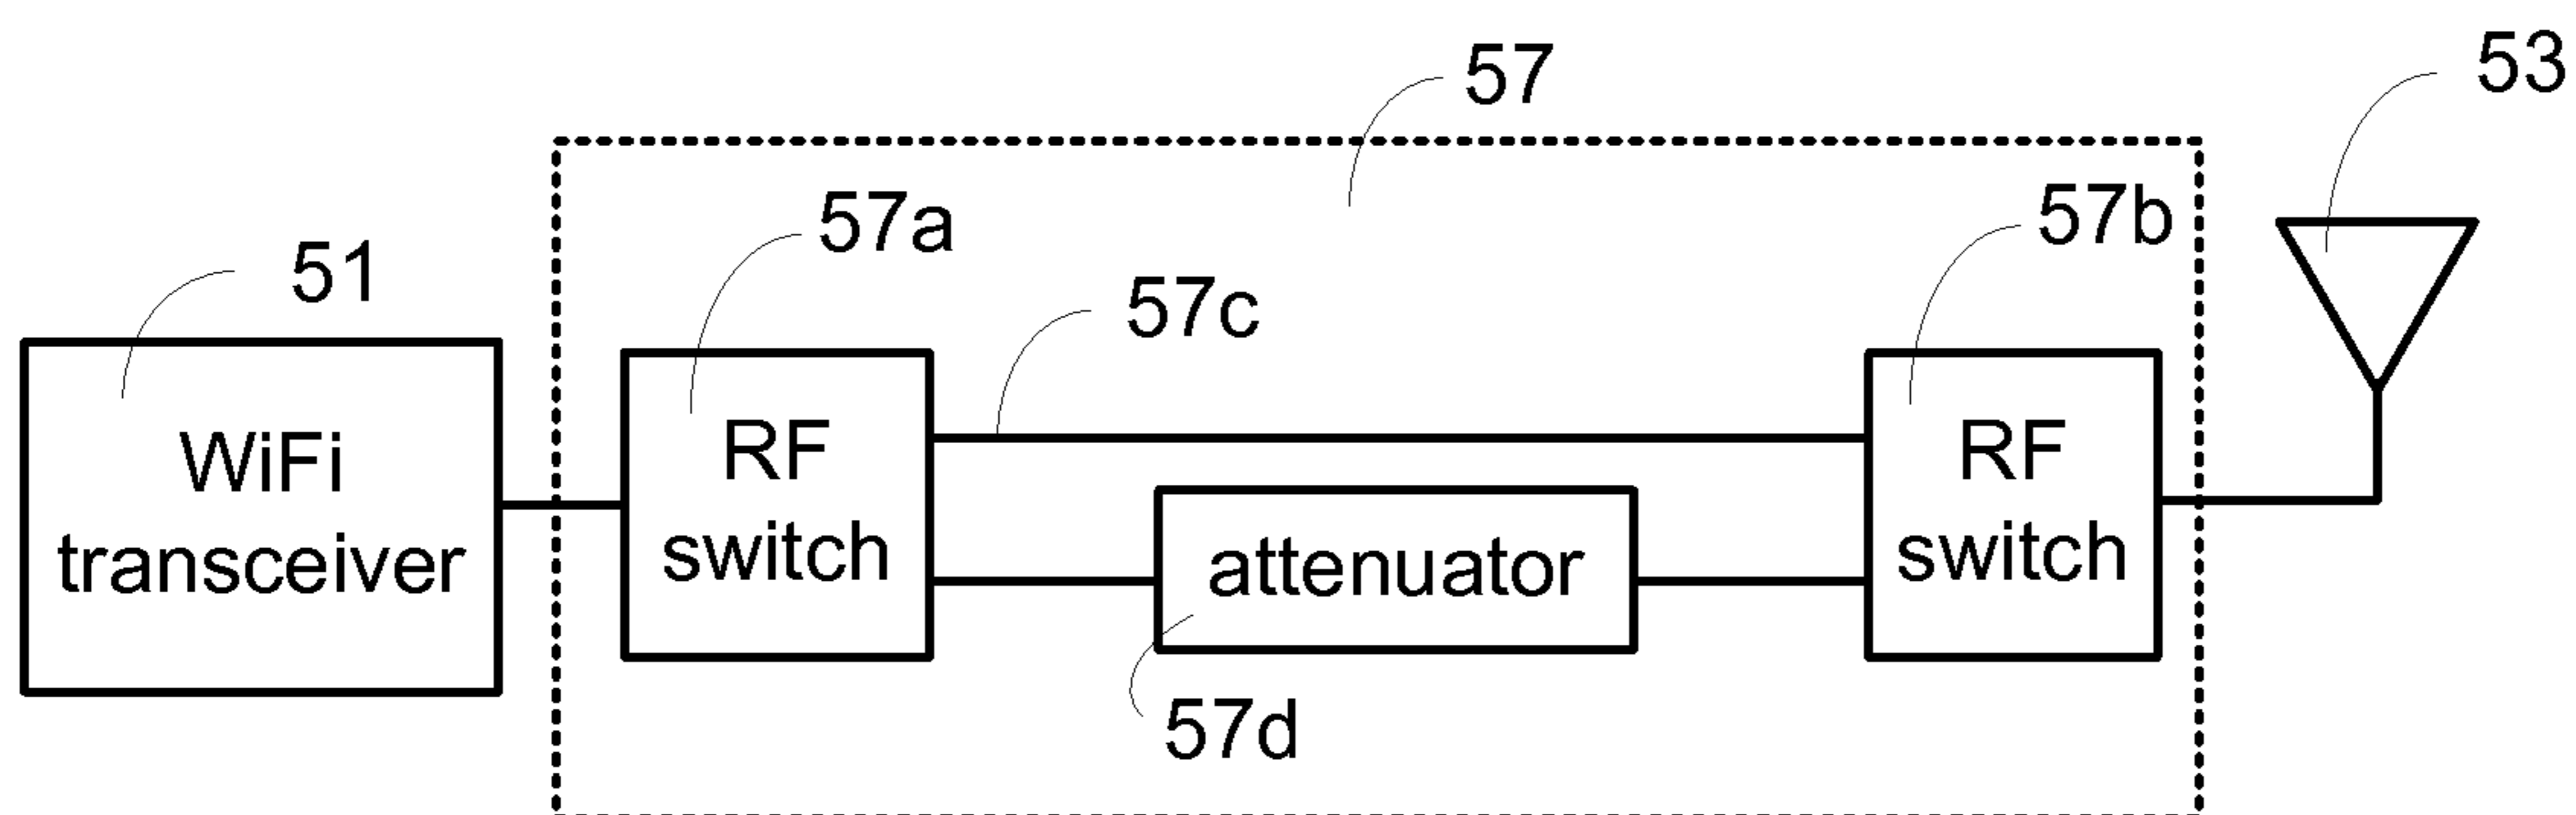 57
53
57a
57b
51
57c
WiFi
transceiver
RF
switch
attenuator
RF
switch
57d